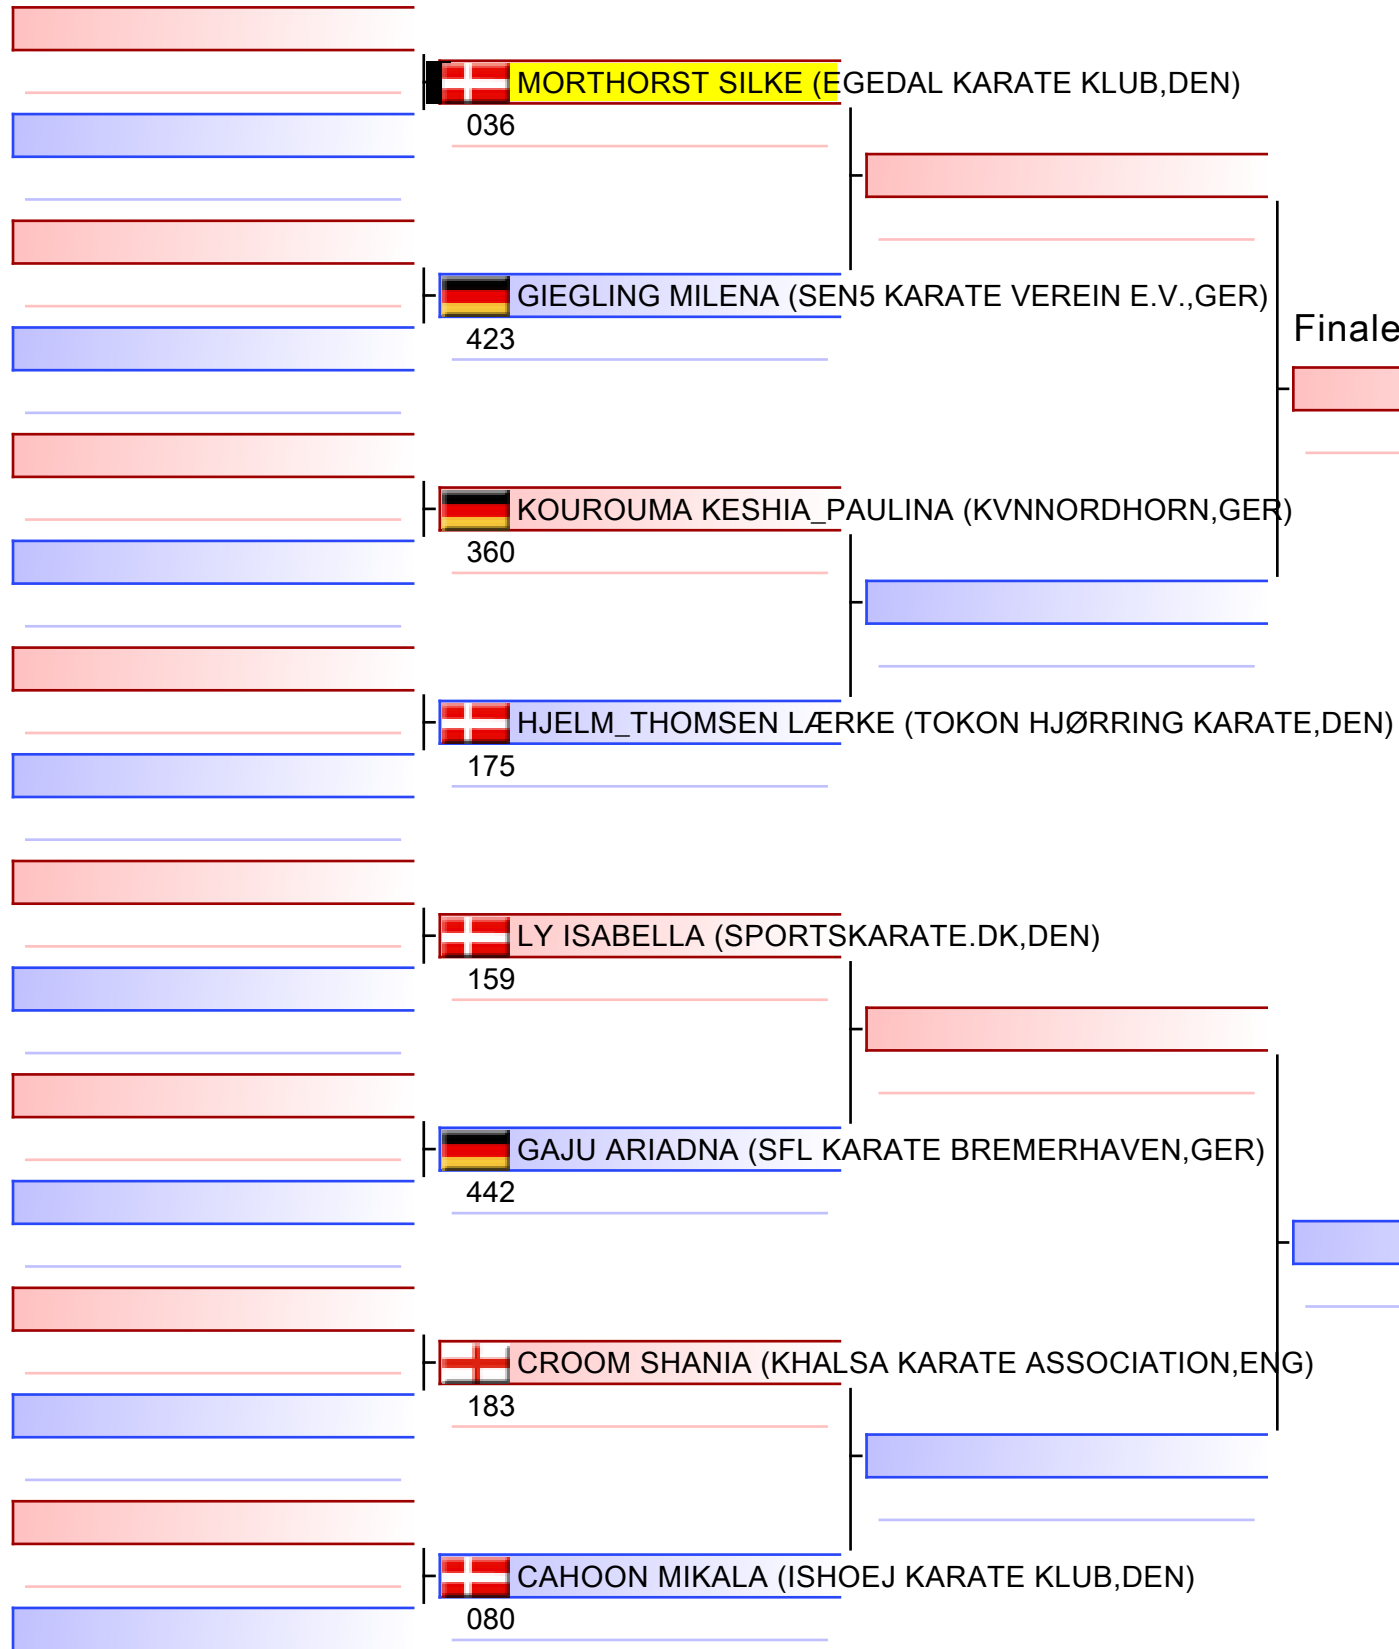 MORTHORST SILKE (EGEDAL KARATE KLUB,DEN)
036
GIEGLING MILENA (SEN5 KARATE VEREIN E.V.,GER)
423
Finale
KOUROUMA KESHIA_PAULINA (KVNNORDHORN,GER)
360
HJELM_THOMSEN LÆRKE (TOKON HJØRRING KARATE,DEN)
175
LY ISABELLA (SPORTSKARATE.DK,DEN)
159
GAJU ARIADNA (SFL KARATE BREMERHAVEN,GER)
442
CROOM SHANIA (KHALSA KARATE ASSOCIATION,ENG)
183
CAHOON MIKALA (ISHOEJ KARATE KLUB,DEN)
080